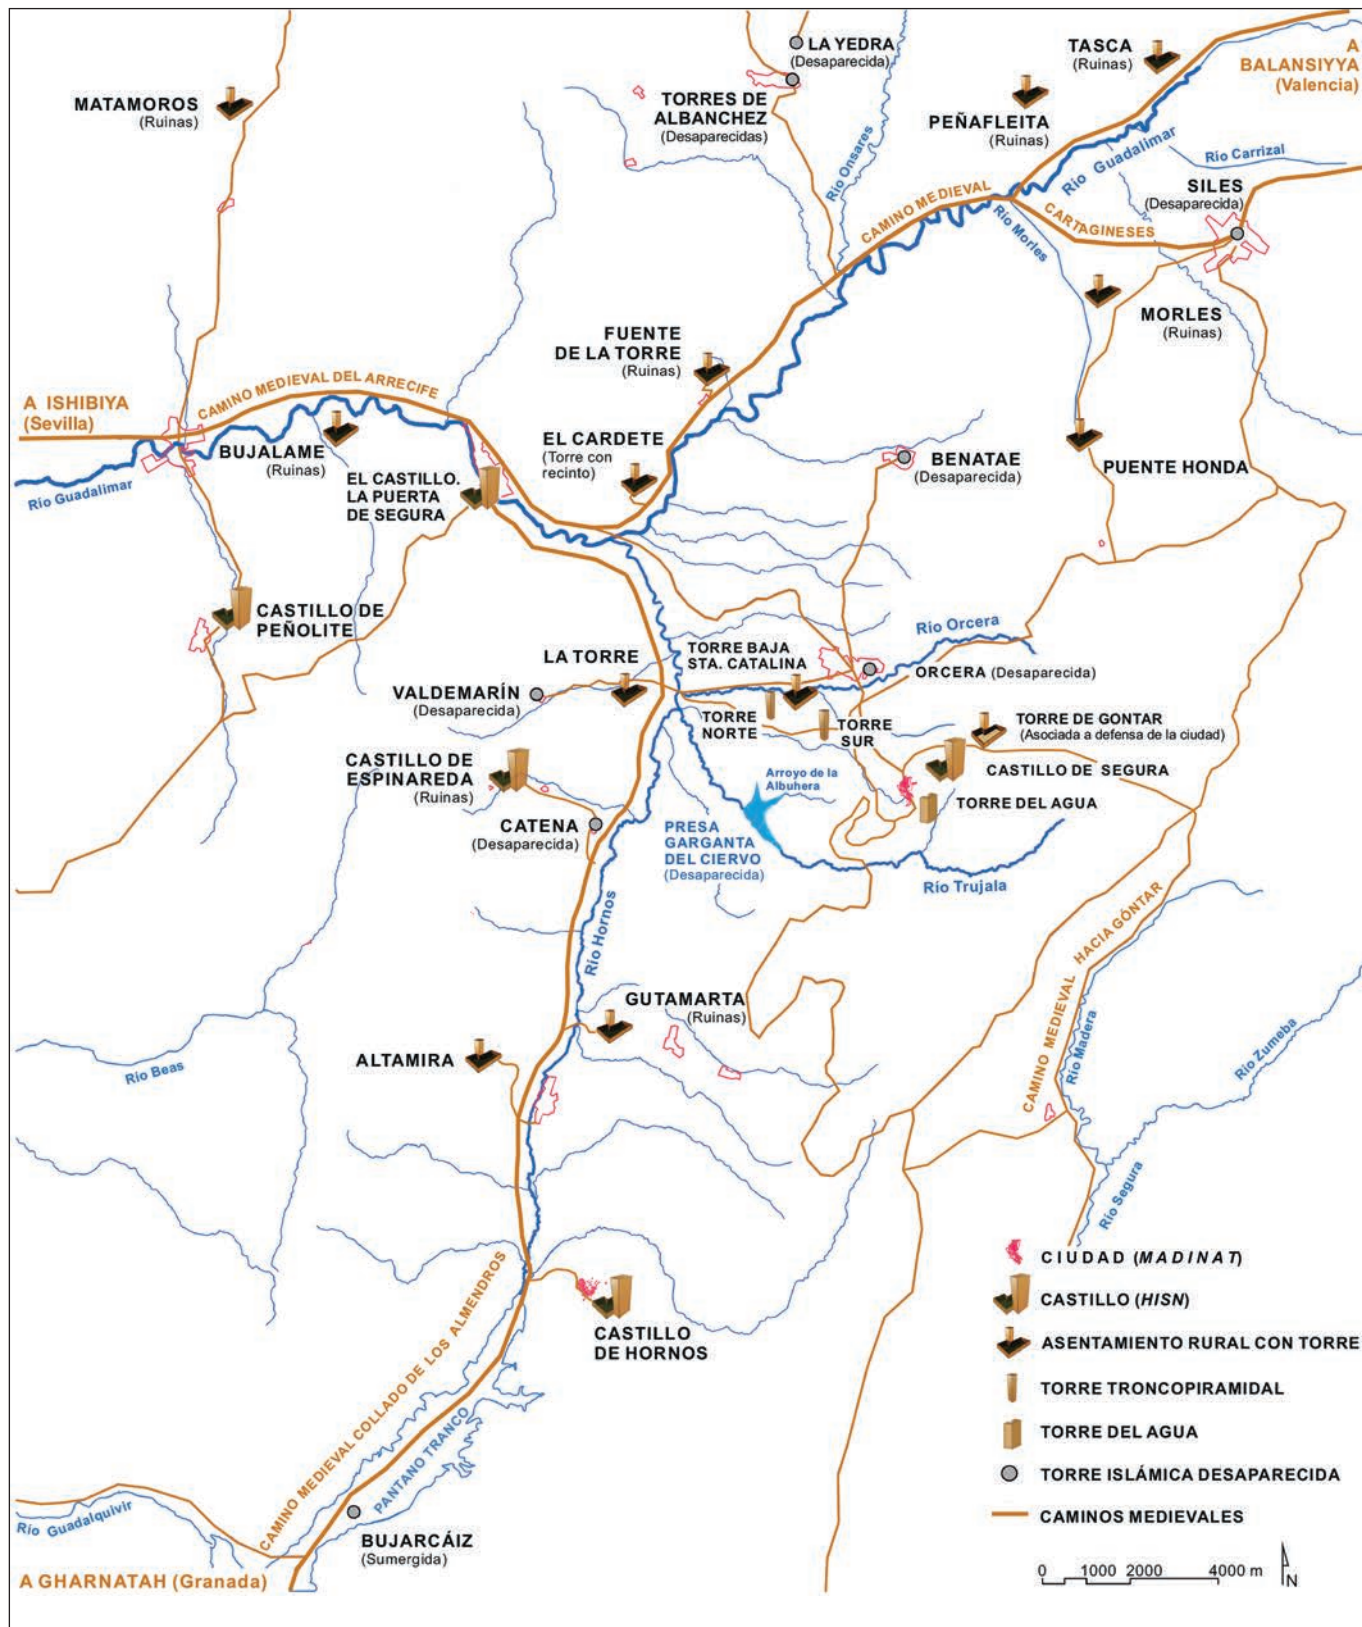 LA YEDRA
(Desaparecida)
TASCA
(Ruinas)
A
BALANSIYYA
(Valencia)
MATAMOROS
(Ruinas)
TORRES DE
ALBANCHEZ
(Desaparecidas)
PEÑAFLEITA
(Ruinas)
Río Onsares
Río Guadalimar
Río Carrizal
SILES
(Desaparecida)
CAMINO MEDIEVAL
CARTAGINESES
Río Morles
MORLES
(Ruinas)
FUENTE
DE LA TORRE
(Ruinas)
CAMINO MEDIEVAL DEL ARRECIFE
A ISHIBIYA
(Sevilla)
BUJALAME
(Ruinas)
EL CARDETE
(Torre con
recinto)
BENATAE
(Desaparecida)
PUENTE HONDA
Río Guadalimar
EL CASTILLO.
LA PUERTA
DE SEGURA
CASTILLO DE
PEÑOLITE
Río Orcera
LA TORRE
TORRE BAJA
STA. CATALINA
ORCERA (Desaparecida)
VALDEMARÍN
(Desaparecida)
TORRE
NORTE
TORRE
SUR
TORRE DE GONTAR
(Asociada a defensa de la ciudad)
CASTILLO DE
ESPINAREDA
(Ruinas)
CASTILLO DE SEGURA
Arroyo de la
Albuhera
TORRE DEL AGUA
CATENA
(Desaparecida)
PRESA
GARGANTA
DEL CIERVO
(Desaparecida)
Río Trujala
Río Hornos
CAMINO MEDIEVAL HACIA GÓNTAR
GUTAMARTA
(Ruinas)
ALTAMIRA
Río Beas
Río Madera
Río Zumeba
Río Segura
CASTILLO
DE HORNOS
CAMINO MEDIEVAL COLLADO DE LOS ALMENDROS
PANTANO TRANCO
Río Guadalquivir
BUJARCÁIZ
(Sumergida)
A GHARNATAH (Granada)
CIUDAD (MADINAT)
CASTILLO (HISN)
ASENTAMIENTO RURAL CON TORRE
TORRE TRONCOPIRAMIDAL
TORRE DEL AGUA
TORRE ISLÁMICA DESAPARECIDA
CAMINOS MEDIEVALES
0 1000 2000 4000 m
N